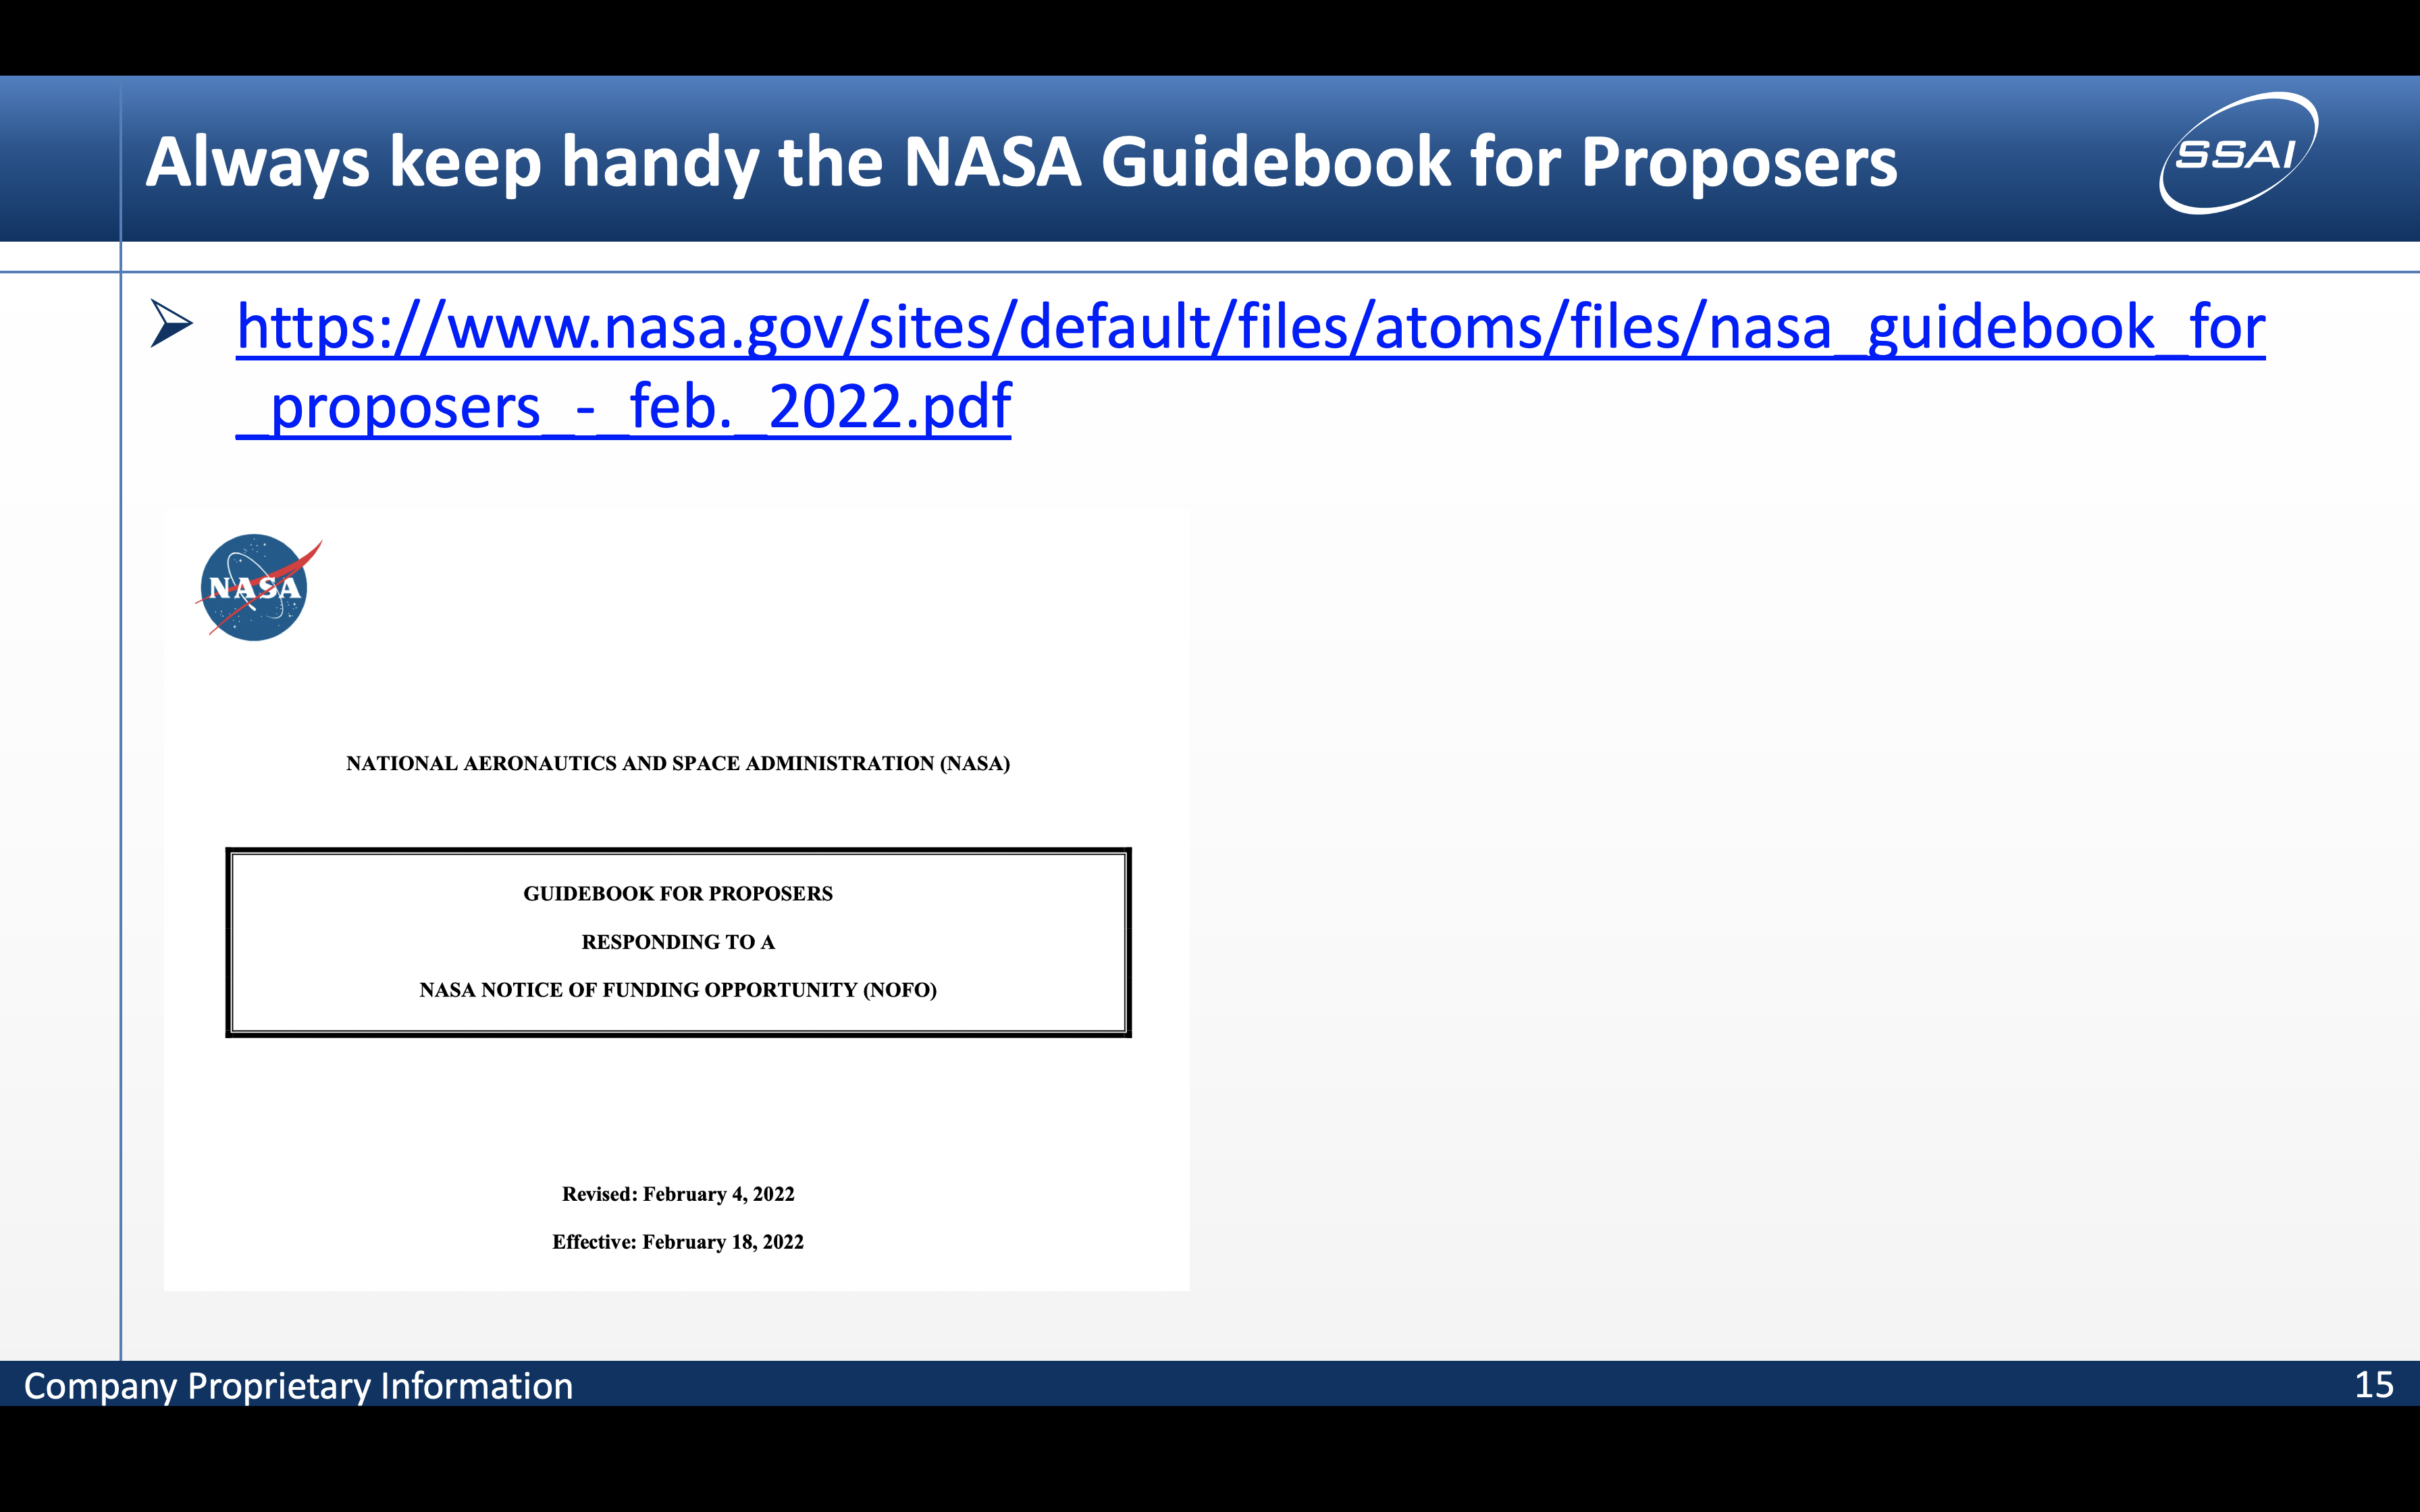 Always keep handy the NASA Guidebook for Proposers
SSAI
https://www.nasa.gov/sites/default/files/atoms/files/nasa_guidebook_for
_proposers_-_feb._2022.pdf
NASA
NATIONAL AERONAUTICS AND SPACE ADMINISTRATION (NASA)
GUIDEBOOK FOR PROPOSERS
RESPONDING TO A
NASA NOTICE OF FUNDING OPPORTUNITY (NOFO)
Revised: February 4, 2022
Effective: February 18, 2022
Company Proprietary Information
15